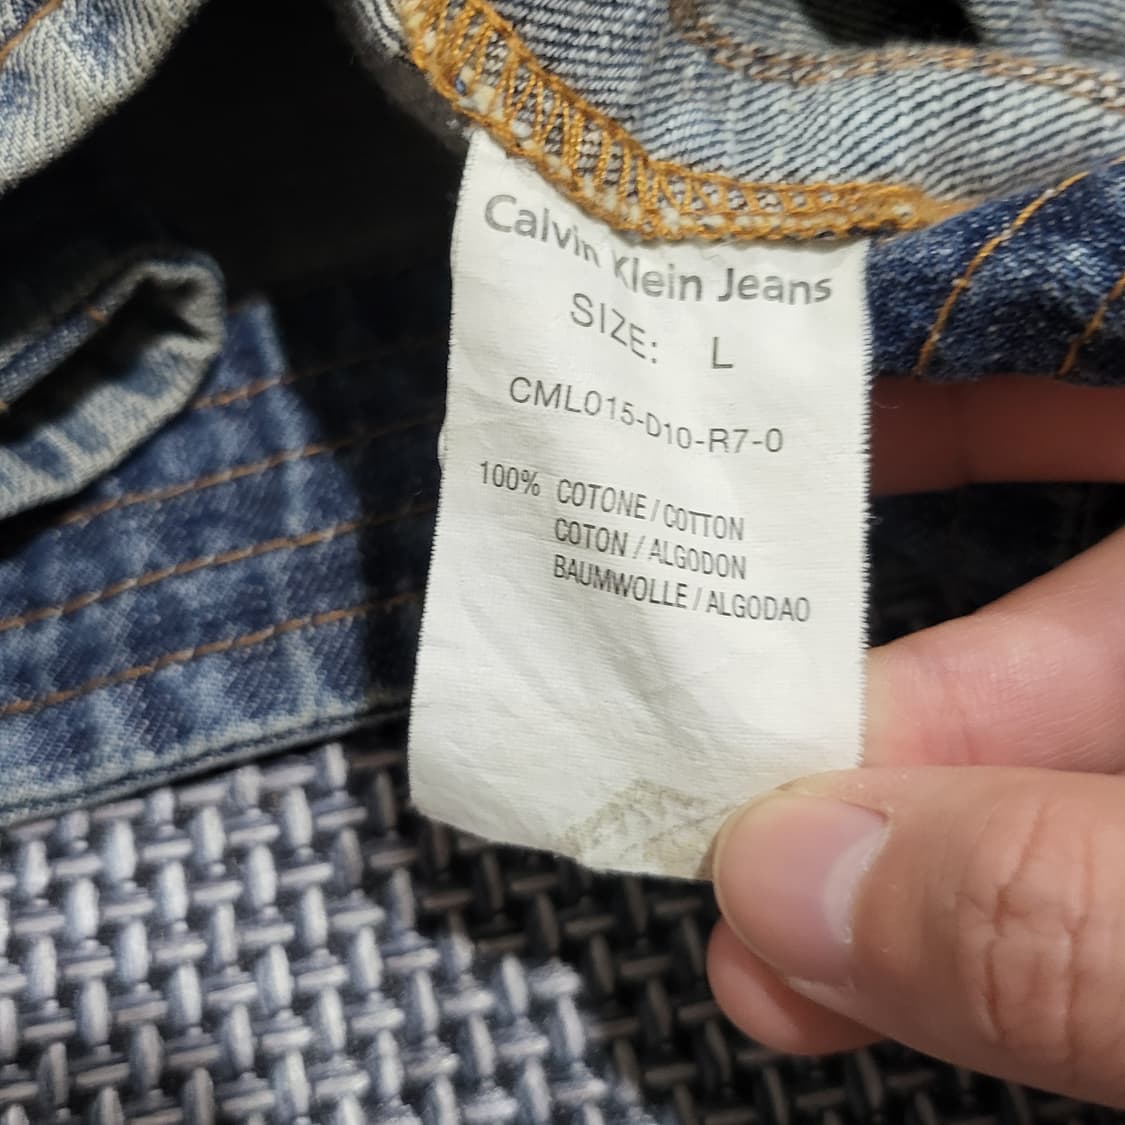 Calvin Klein Jeans
SIZE: L
CML015-D10-R7-0
100% COTONE/COTTON
COTON/ALGODON
BAUMWOLLE/ALGODAO